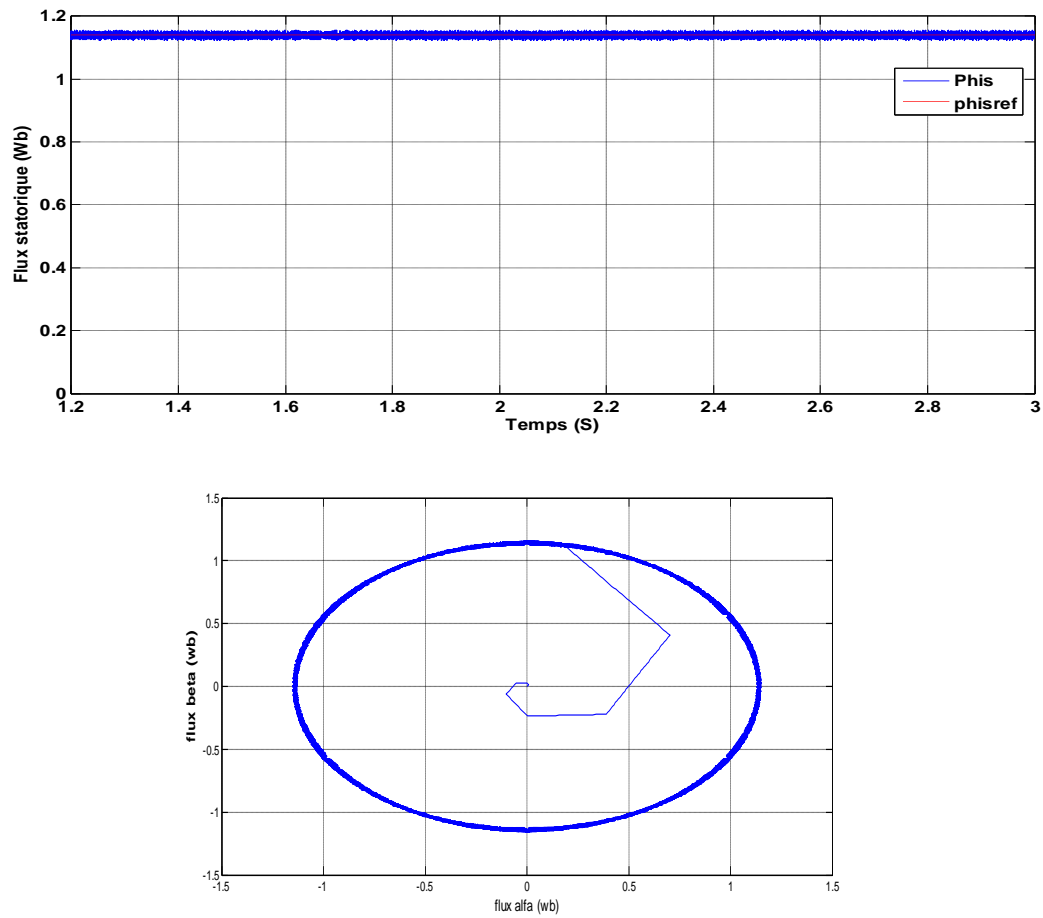 1.2
1
0.8
0.6
0.4
0.2
0
Flux statorique (Wb)
Phis
phisref
1.2 1.4 1.6 1.8 2 2.2 2.4 2.6 2.8 3
Temps (S)
1.5
1
0.5
0
-0.5
-1
-1.5
flux beta (wb)
-1.5 -1 -0.5 0 0.5 1 1.5
flux alfa (wb)